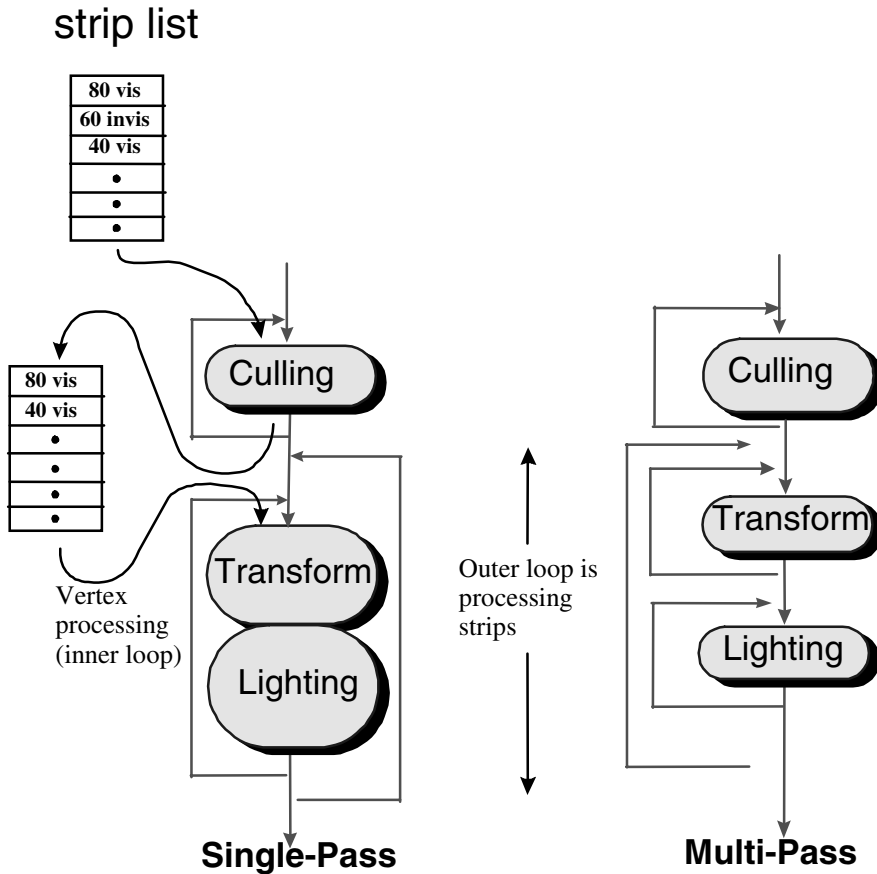 strip list
80 vis
60 invis
40 vis
•
•
•
Culling
80 vis
40 vis
•
•
•
•
Transform
Lighting
Vertex
processing
(inner loop)
Outer loop is
processing
strips
Single-Pass
Culling
Transform
Lighting
Multi-Pass